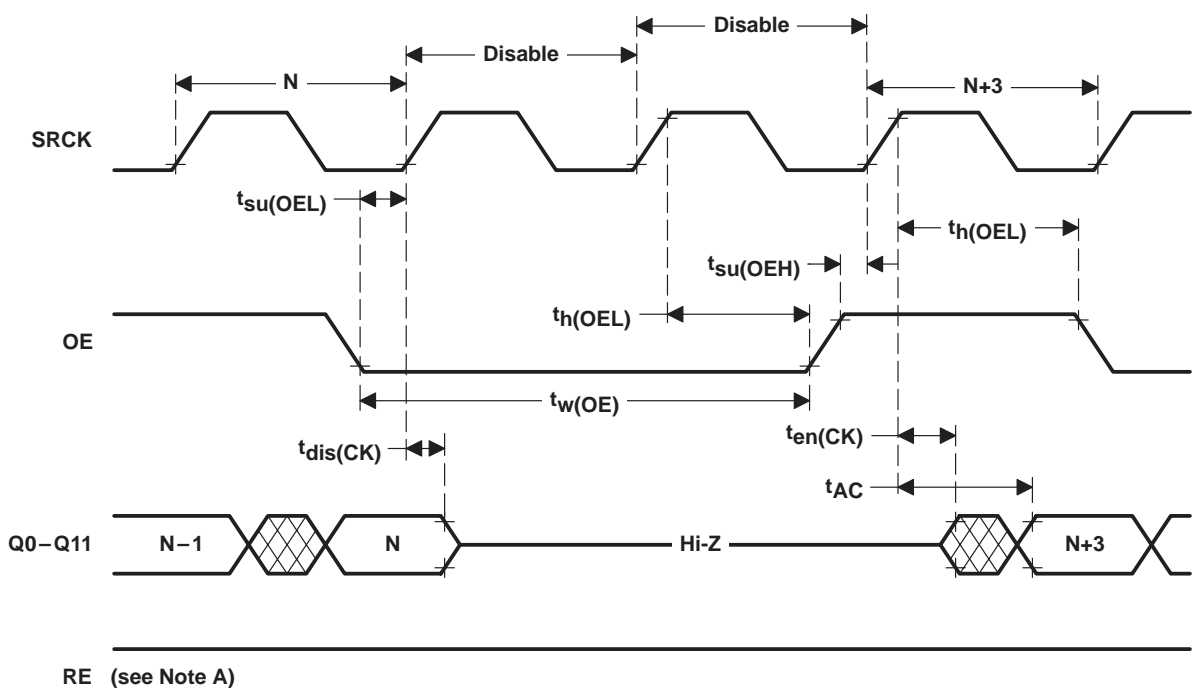 Disable
Disable
N
N+3
SRCK
tsu(OEL)
th(OEL)
tsu(OEH)
th(OEL)
OE
tw(OE)
ten(CK)
tdis(CK)
tAC
Q0–Q11
N–1
N
Hi-Z
N+3
RE (see Note A)